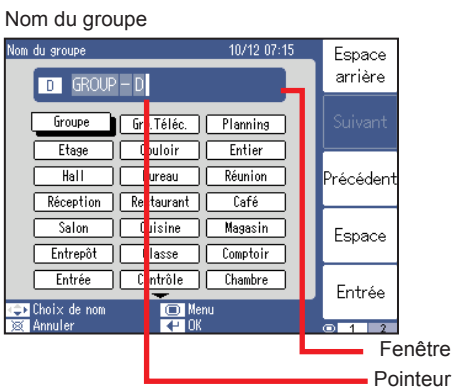 Nom du groupe
Nom du groupe 10/12 07:15
D GROUP-D
Groupe Gr.Téléc. Planning
Etage Couloir Entier
Hall Bureau Réunion
Réception Restaurant Café
Salon Cuisine Magasin
Entrepôt Classe Comptoir
Entrée Contrôle Chambre
Choix de nom Menu
Annuler OK
Espace
arrière
Suivant
Précédent
Espace
Entrée
1 2
Fenêtre
Pointeur